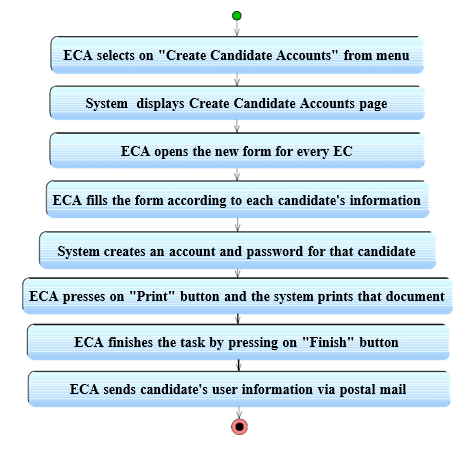 ECA selects on "Create Candidate Accounts" from menu
System displays Create Candidate Accounts page
ECA opens the new form for every EC
ECA fills the form according to each candidate's information
System creates an account and password for that candidate
ECA presses on "Print" button and the system prints that document
ECA finishes the task by pressing on "Finish" button
ECA sends candidate's user information via postal mail